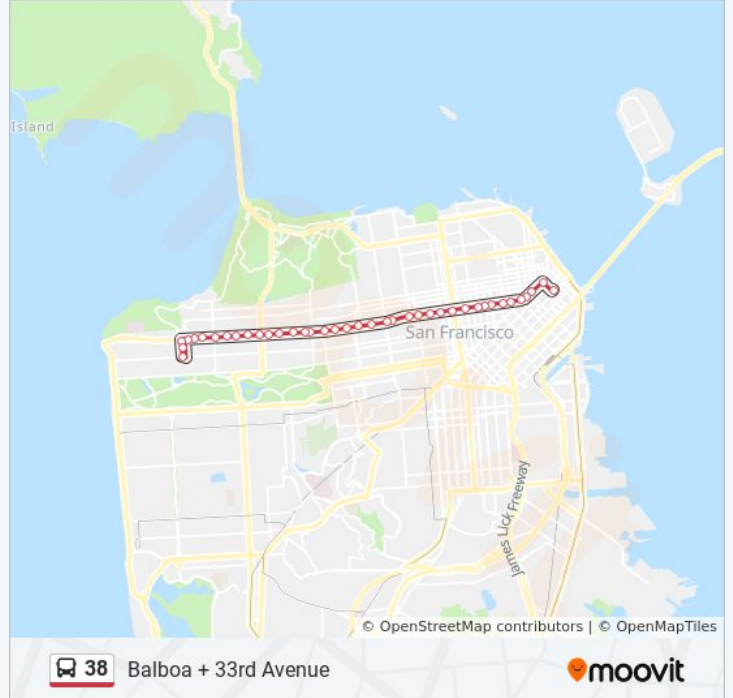 Island
San Francisco
James Lick Freeway
© OpenStreetMap contributors | © OpenMapTiles
38 Balboa + 33rd Avenue
moovit